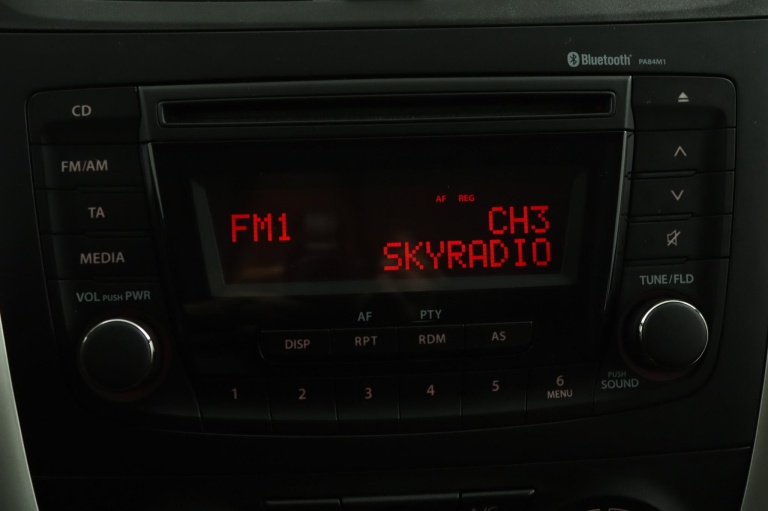 Bluetooth PA84M1
CD
FM/AM
TA
MEDIA
VOL PUSH PWR
AF REG
FM1 CH3
SKYRADIO
TUNE/FLD
AF PTY
DISP RPT RDM AS
1 2 3 4 5 6
MENU
PUSH
SOUND